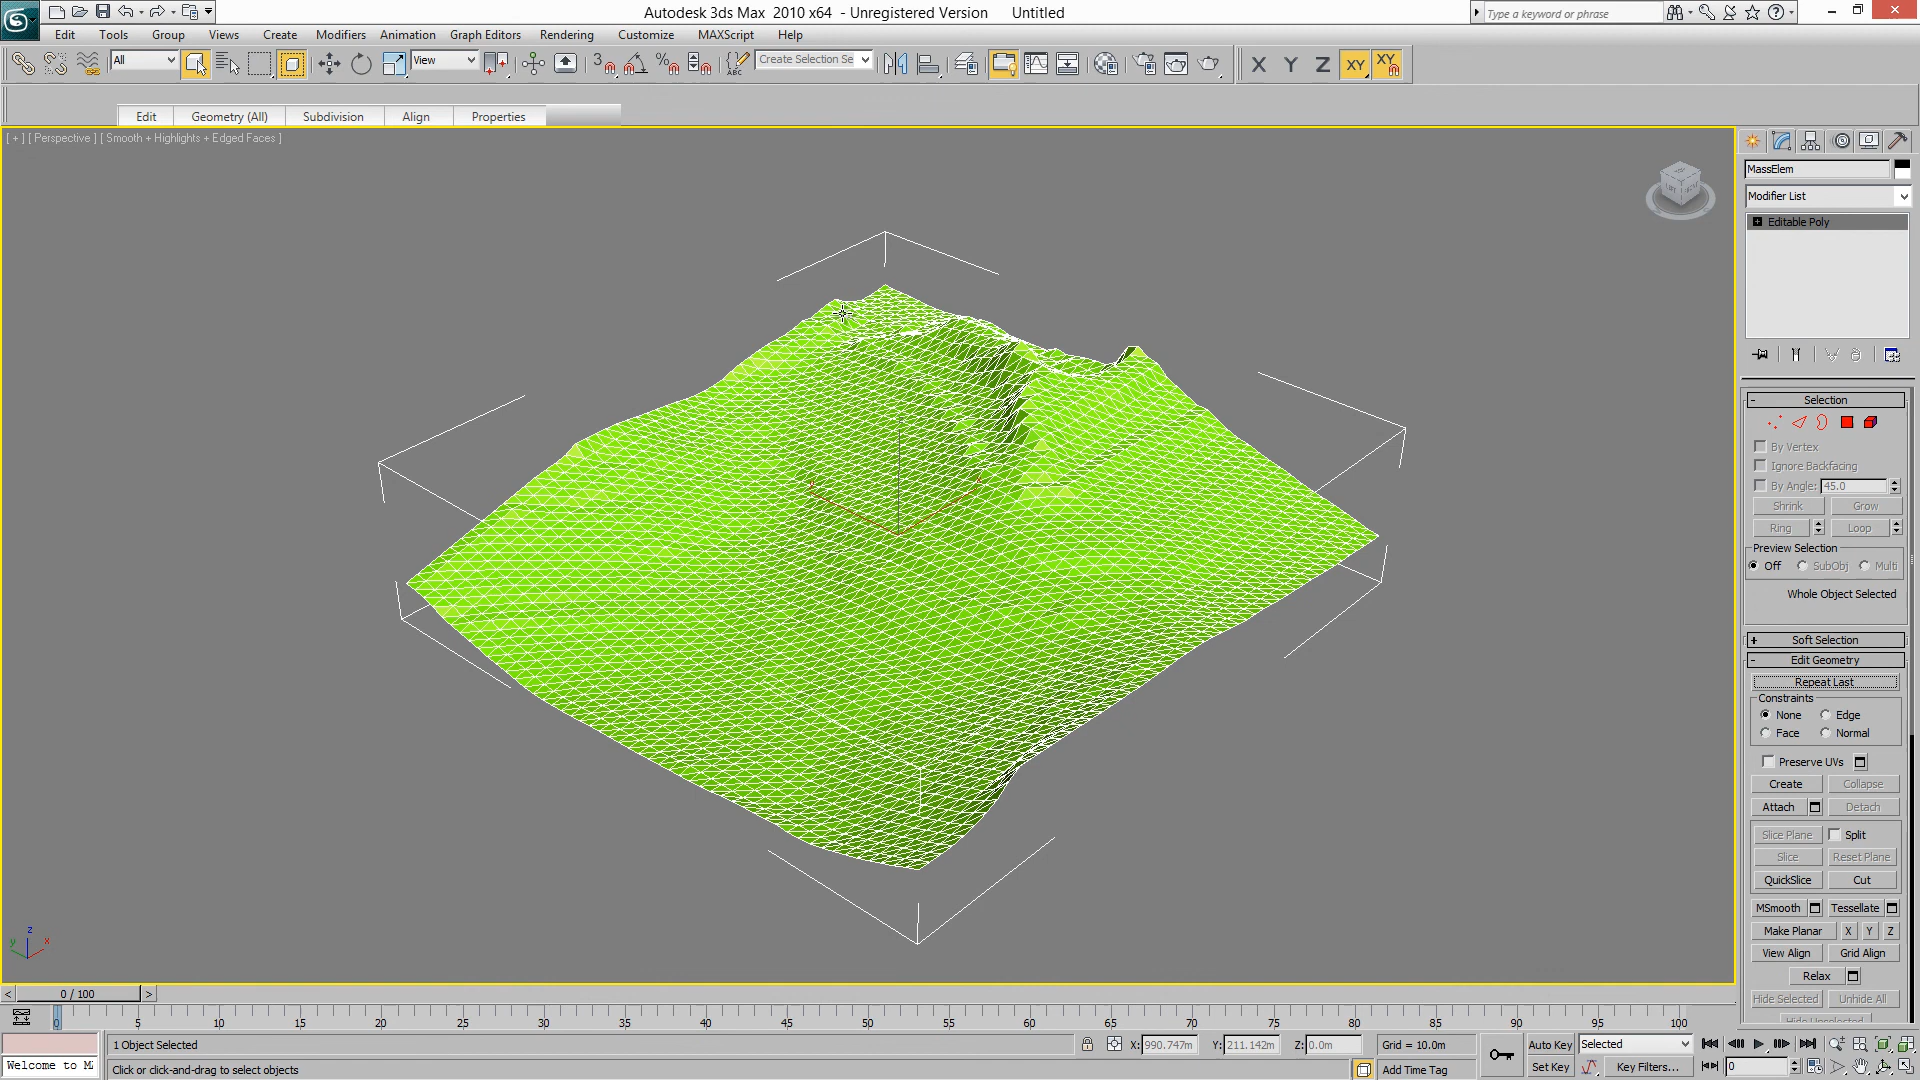 Autodesk 3ds Max 2010 x64 - Unregistered Version Untitled
Type a keyword or phrase
Edit Tools Group Views Create Modifiers Animation Graph Editors Rendering Customize MAXScript Help
All View 3 % ABC Create Selection Se X Y Z XY XY
Edit Geometry (All) Subdivision Align Properties
[ + ] [ Perspective ] [ Smooth + Highlights + Edged Faces ]
MassElem
Modifier List
Editable Poly
Selection
By Vertex
Ignore Backfacing
By Angle: 45.0
Shrink Grow
Ring Loop
Preview Selection
Off SubObj Multi
Whole Object Selected
Soft Selection
Edit Geometry
Repeat Last
Constraints
None Edge
Face Normal
Preserve UVs
Create Collapse
Attach Detach
Slice Plane Split
Slice Reset Plane
QuickSlice Cut
MSmooth Tessellate
Make Planar X Y Z
View Align Grid Align
Relax
Hide Selected Unhide All
Hide Unselected
z
y x
< 0 / 100 >
0 5 10 15 20 25 30 35 40 45 50 55 60 65 70 75 80 85 90 95 100
1 Object Selected X: 990.747m Y: 211.142m Z: 0.0m Grid = 10.0m Auto Key Selected
Welcome to Click or click-and-drag to select objects Add Time Tag Set Key Key Filters... 0